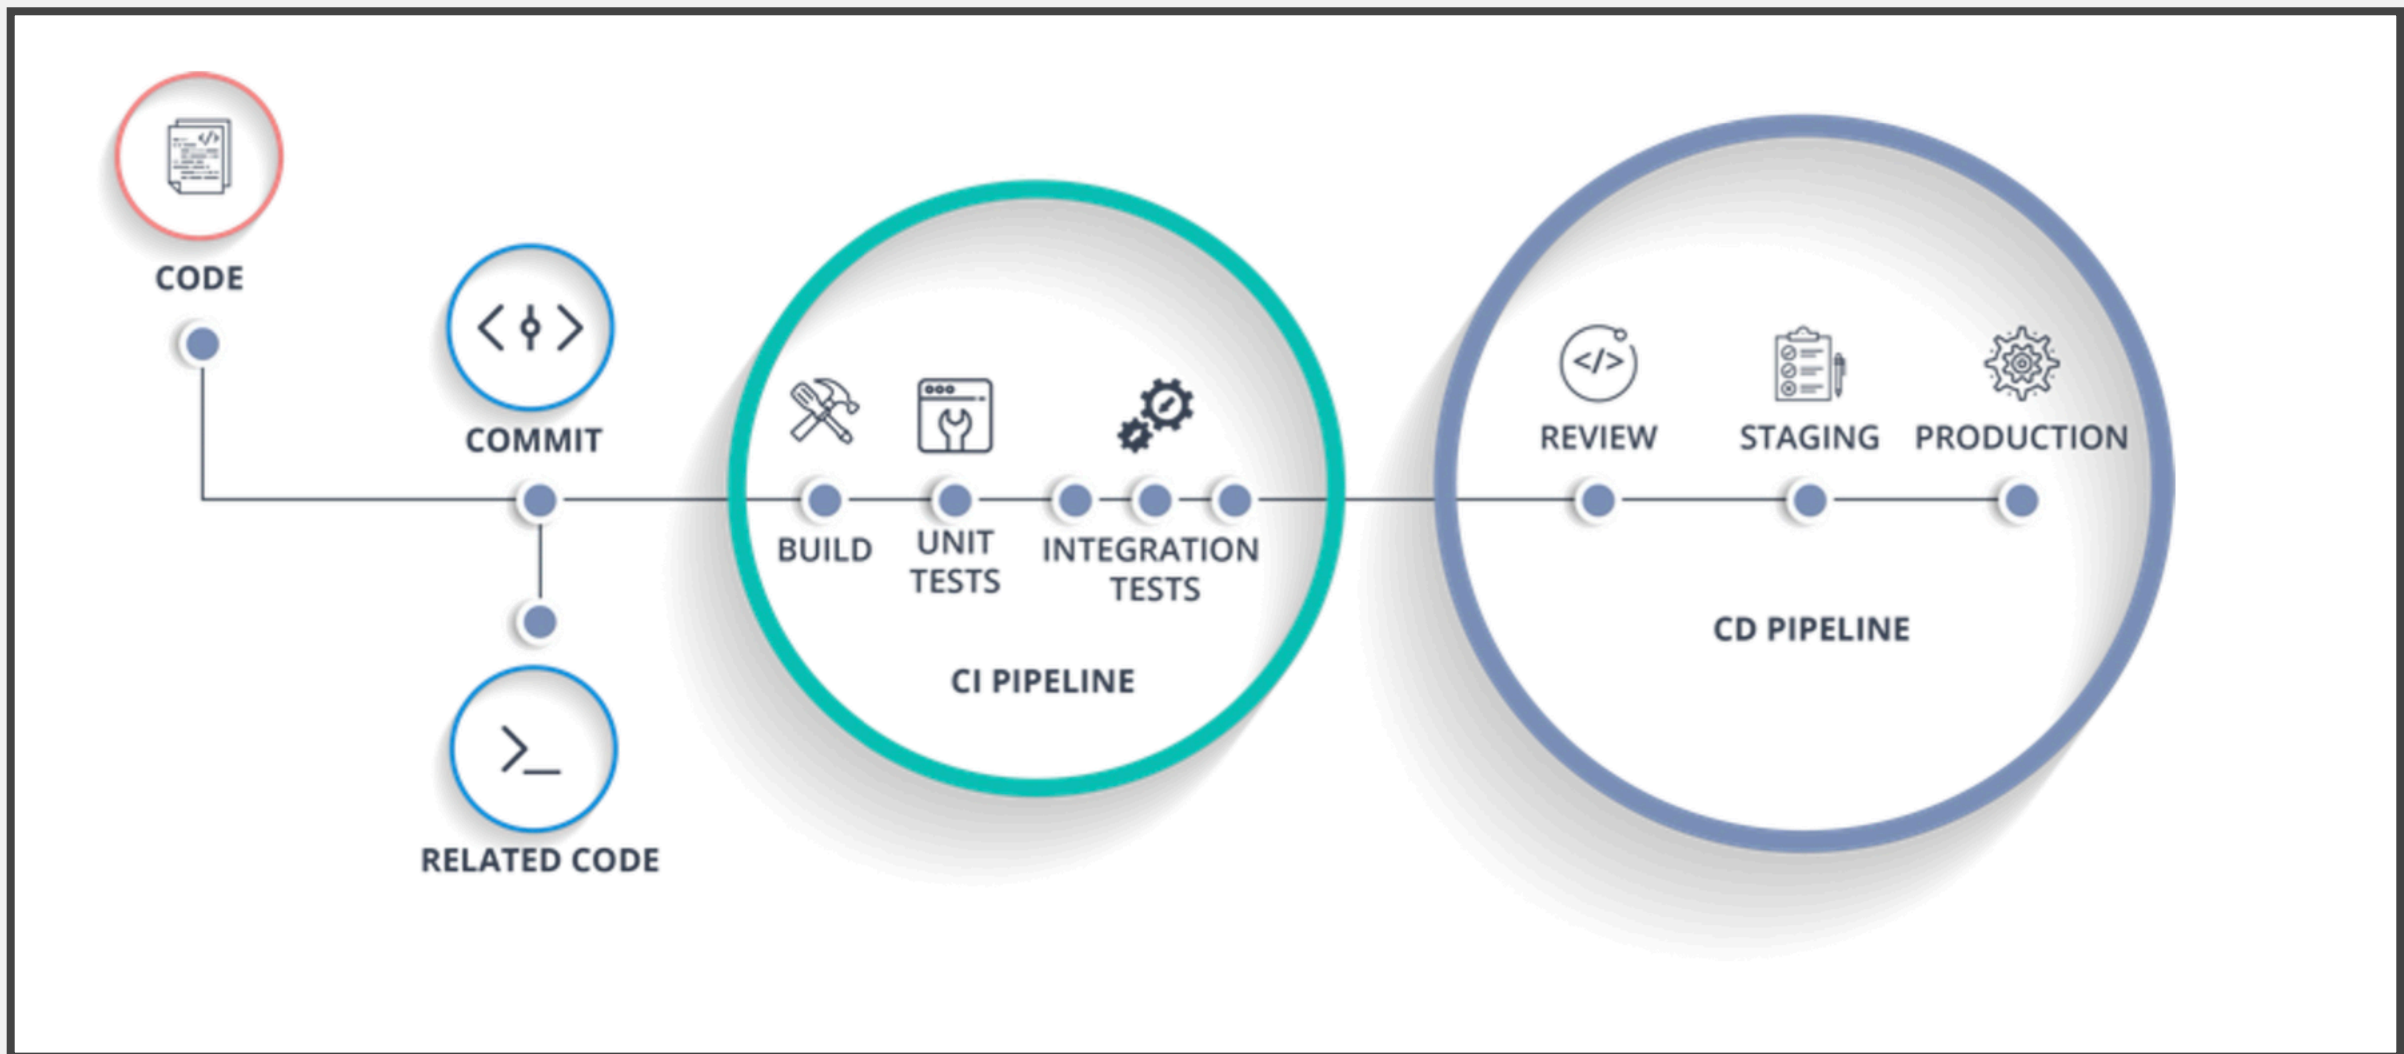 CODE
COMMIT
RELATED CODE
BUILD
UNIT
TESTS
INTEGRATION
TESTS
CI PIPELINE
REVIEW
STAGING
PRODUCTION
CD PIPELINE